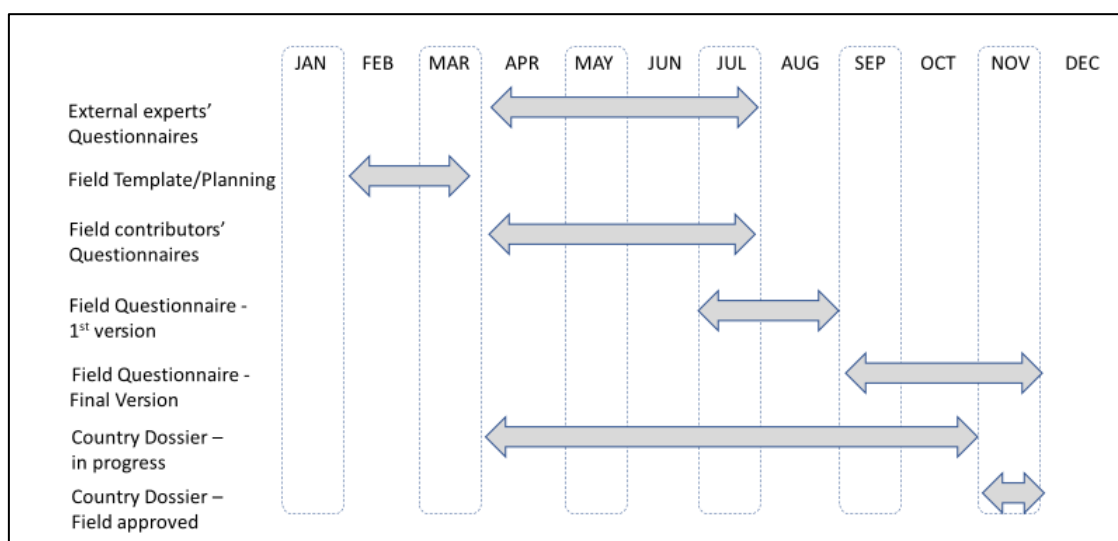 JAN FEB MAR APR MAY JUN JUL AUG SEP OCT NOV DEC
External experts’
Questionnaires
Field Template/Planning
Field contributors’
Questionnaires
Field Questionnaire -
1st version
Field Questionnaire -
Final Version
Country Dossier –
in progress
Country Dossier –
Field approved